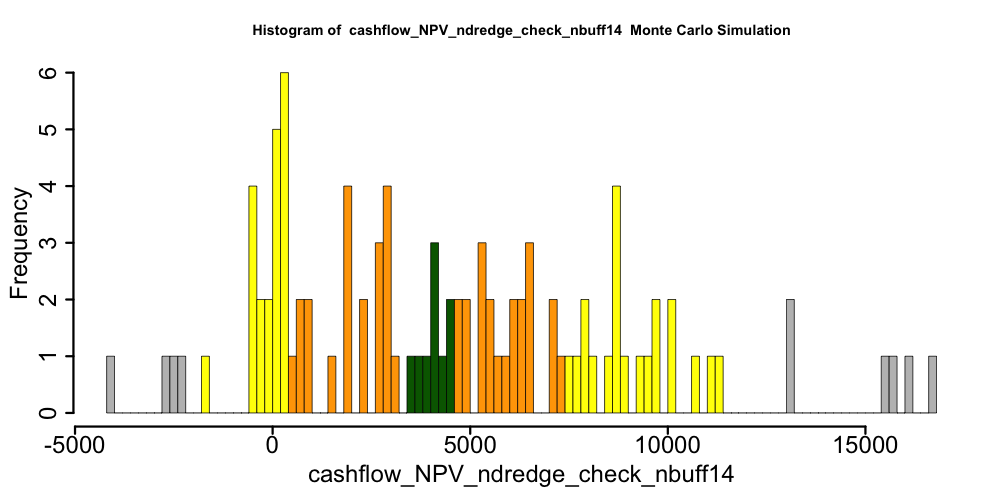 Histogram of  cashflow_NPV_ndredge_check_nbuff14  Monte Carlo Simulation
Frequency
6
5
4
3
2
1
0
-5000 0 5000 10000 15000
cashflow_NPV_ndredge_check_nbuff14